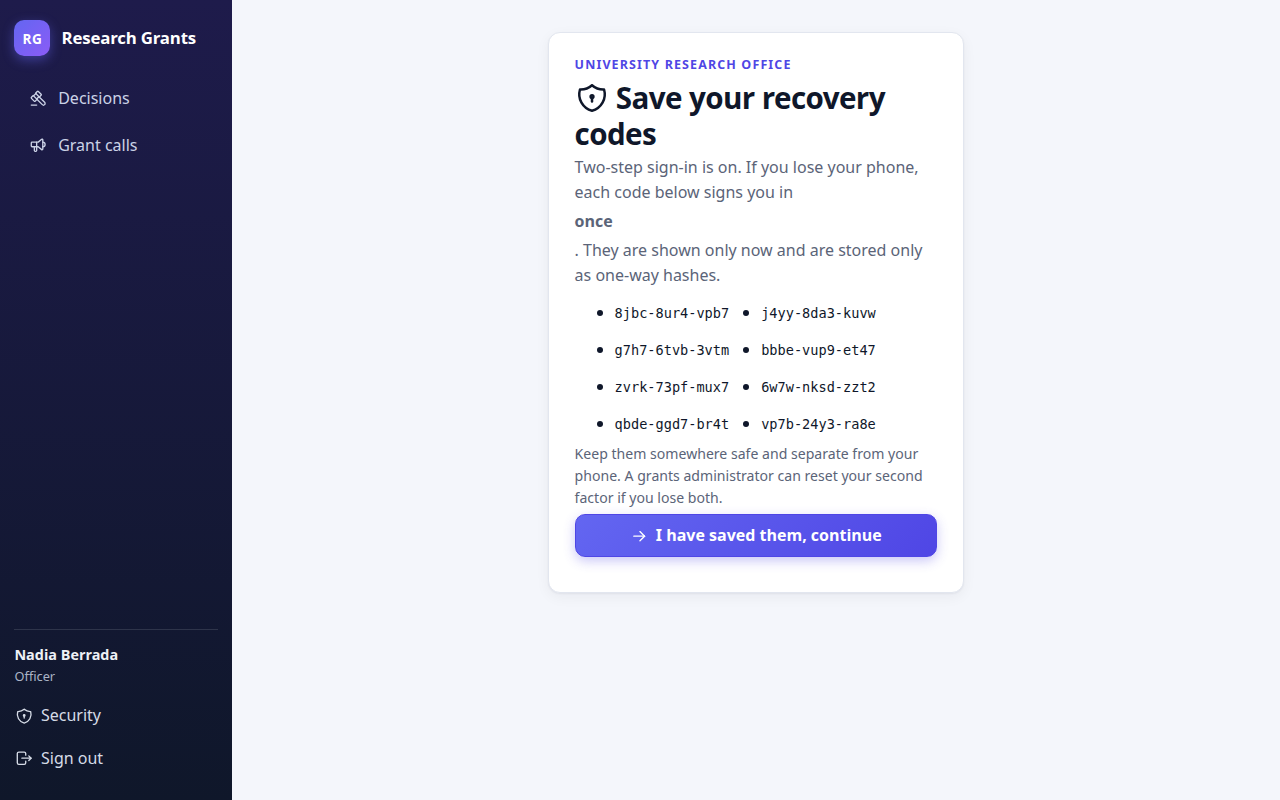 RG Research Grants
Decisions
Grant calls
Nadia Berrada
Officer
Security
Sign out
UNIVERSITY RESEARCH OFFICE
Save your recovery
codes
Two-step sign-in is on. If you lose your phone,
each code below signs you in
once
. They are shown only now and are stored only
as one-way hashes.
8jbc-8ur4-vpb7 j4yy-8da3-kuvw
g7h7-6tvb-3vtm bbbe-vup9-et47
zvrk-73pf-mux7 6w7w-nksd-zzt2
qbde-ggd7-br4t vp7b-24y3-ra8e
Keep them somewhere safe and separate from your
phone. A grants administrator can reset your second
factor if you lose both.
I have saved them, continue